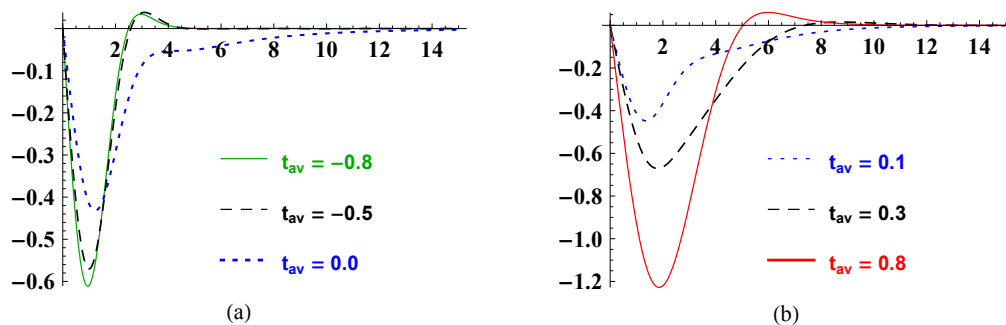 2 4 6 8 10 12 14
−0.1
−0.2
−0.3
−0.4
−0.5
−0.6
t_av = −0.8
t_av = −0.5
t_av = 0.0
(a)
2 4 6 8 10 12 14
−0.2
−0.4
−0.6
−0.8
−1.0
−1.2
t_av = 0.1
t_av = 0.3
t_av = 0.8
(b)